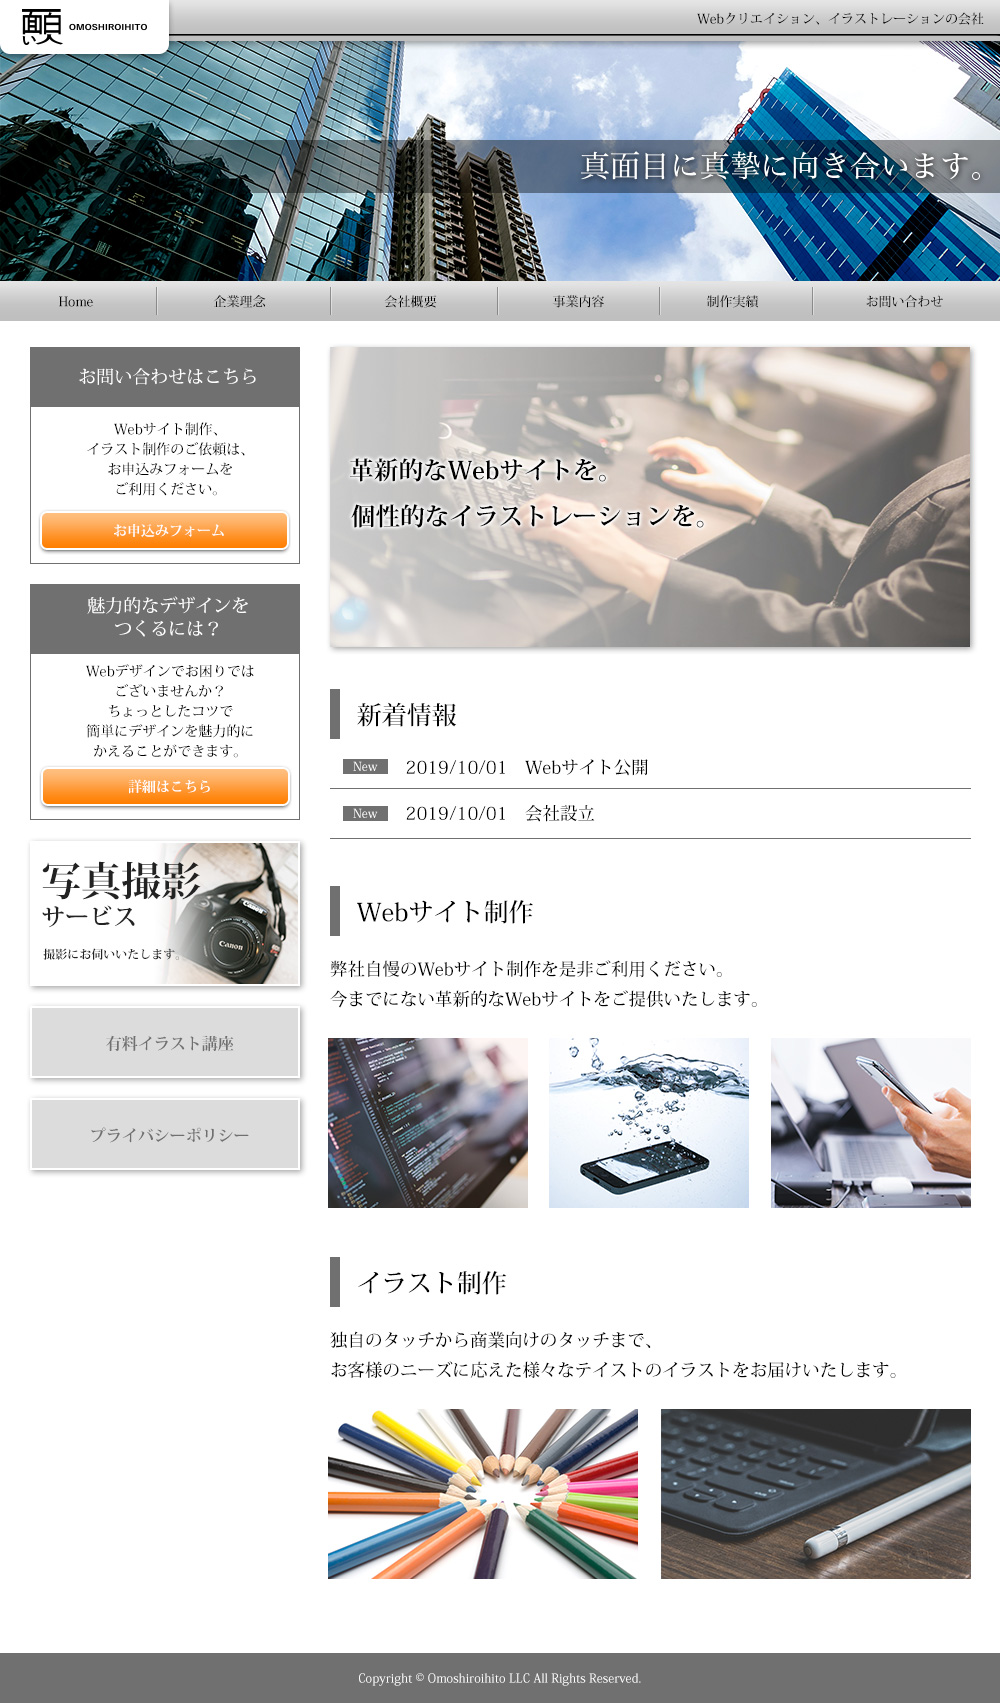 OMOSHIROIHITO
Webクリエイション、イラストレーションの会社
真面目に真摯に向き合います。
Home
企業理念
会社概要
事業内容
制作実績
お問い合わせ
お問い合わせはこちら
Webサイト制作、
イラスト制作のご依頼は、
お申込みフォームを
ご利用ください。
お申込みフォーム
魅力的なデザインを
つくるには？
Webデザインでお困りでは
ございませんか？
ちょっとしたコツで
簡単にデザインを魅力的に
かえることができます。
詳細はこちら
写真撮影
サービス
撮影にお伺いいたします。
Canon
有料イラスト講座
プライバシーポリシー
革新的なWebサイトを。
個性的なイラストレーションを。
新着情報
New 2019/10/01 Webサイト公開
New 2019/10/01 会社設立
Webサイト制作
弊社自慢のWebサイト制作を是非ご利用ください。
今までにない革新的なWebサイトをご提供いたします。
イラスト制作
独自のタッチから商業向けのタッチまで、
お客様のニーズに応えた様々なテイストのイラストをお届けいたします。
Copyright © Omoshiroihito LLC All Rights Reserved.